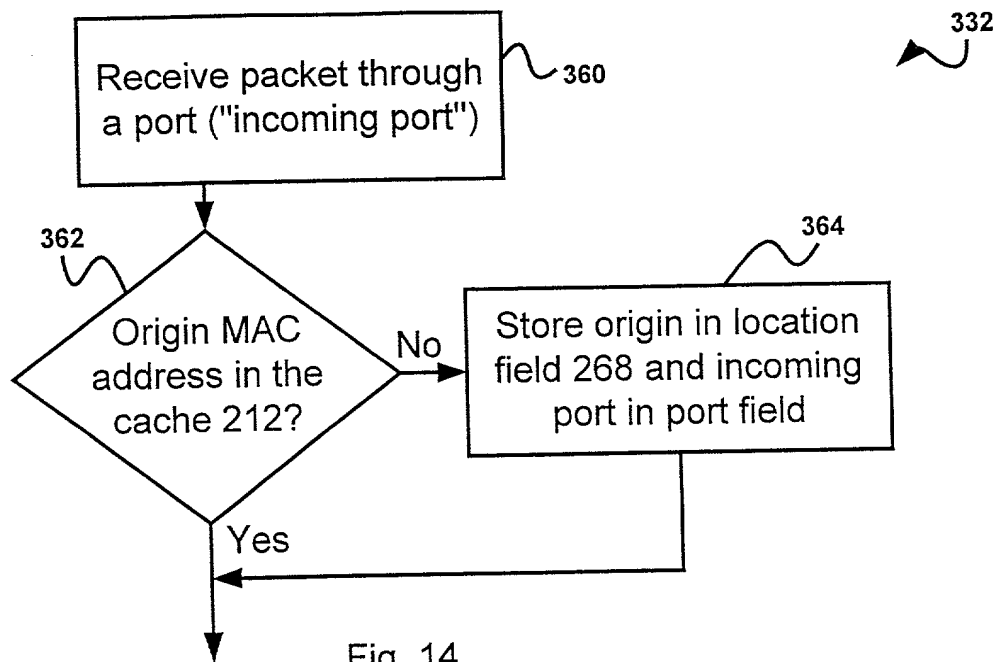 332
Receive packet through
a port ("incoming port")
360
362
Origin MAC
address in the
cache 212?
No
364
Store origin in location
field 268 and incoming
port in port field
Yes
Fig. 14